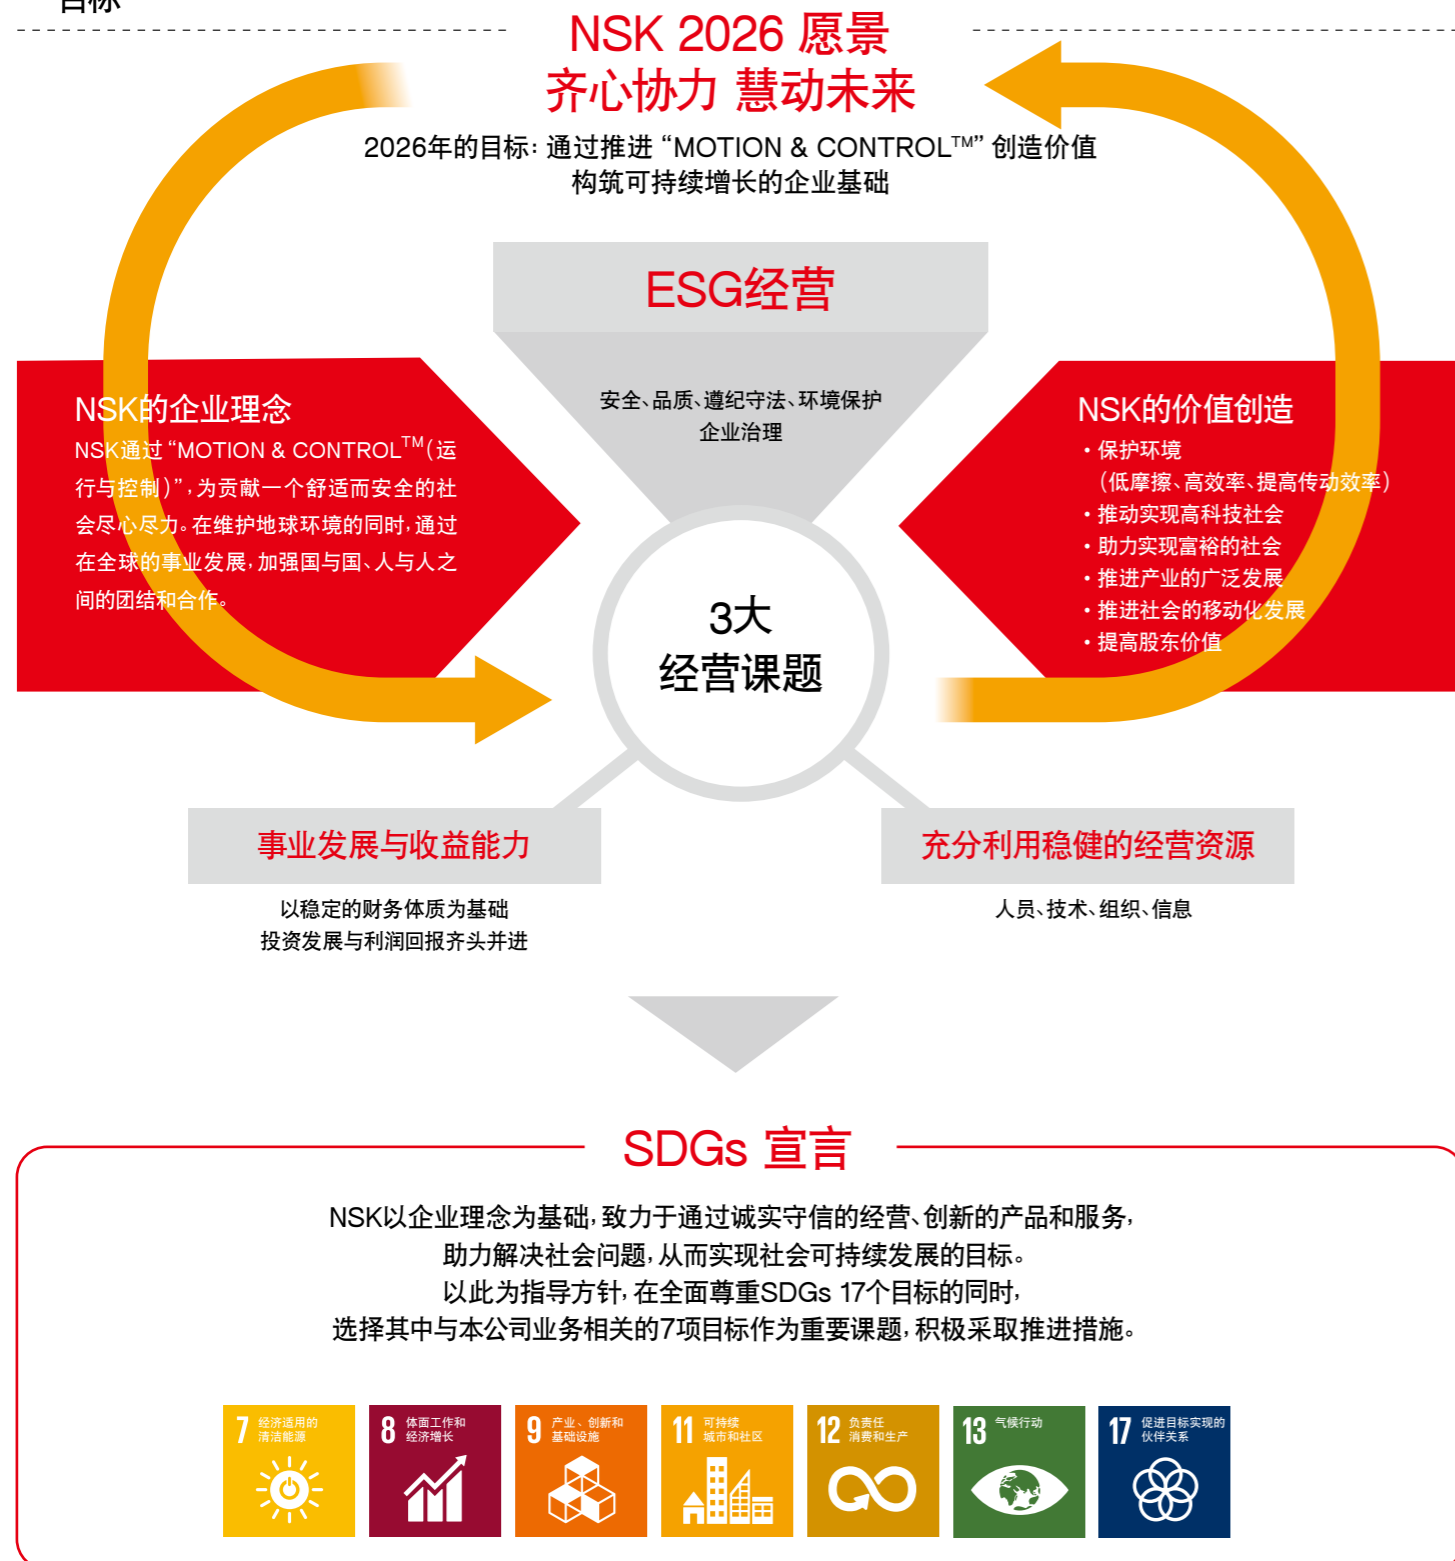 目标
NSK 2026 愿景
齐心协力 慧动未来
2026年的目标：通过推进 “MOTION & CONTROL™” 创造价值
构筑可持续增长的企业基础
ESG经营
安全、品质、遵纪守法、环境保护
企业治理
NSK的企业理念
NSK通过 “MOTION & CONTROL™（运
行与控制）”，为贡献一个舒适而安全的社
会尽心尽力。在维护地球环境的同时，通过
在全球的事业发展，加强国与国、人与人之
间的团结和合作。
NSK的价值创造
・保护环境
（低摩擦、高效率、提高传动效率）
・推动实现高科技社会
・助力实现富裕的社会
・推进产业的广泛发展
・推进社会的移动化发展
・提高股东价值
3大
经营课题
事业发展与收益能力
以稳定的财务体质为基础
投资发展与利润回报齐头并进
充分利用稳健的经营资源
人员、技术、组织、信息
SDGs 宣言
NSK以企业理念为基础，致力于通过诚实守信的经营、创新的产品和服务，
助力解决社会问题，从而实现社会可持续发展的目标。
以此为指导方针，在全面尊重SDGs 17个目标的同时，
选择其中与本公司业务相关的7项目标作为重要课题，积极采取推进措施。
7 经济适用的
清洁能源
8 体面工作和
经济增长
9 产业、创新和
基础设施
11 可持续
城市和社区
12 负责任
消费和生产
13 气候行动
17 促进目标实现的
伙伴关系